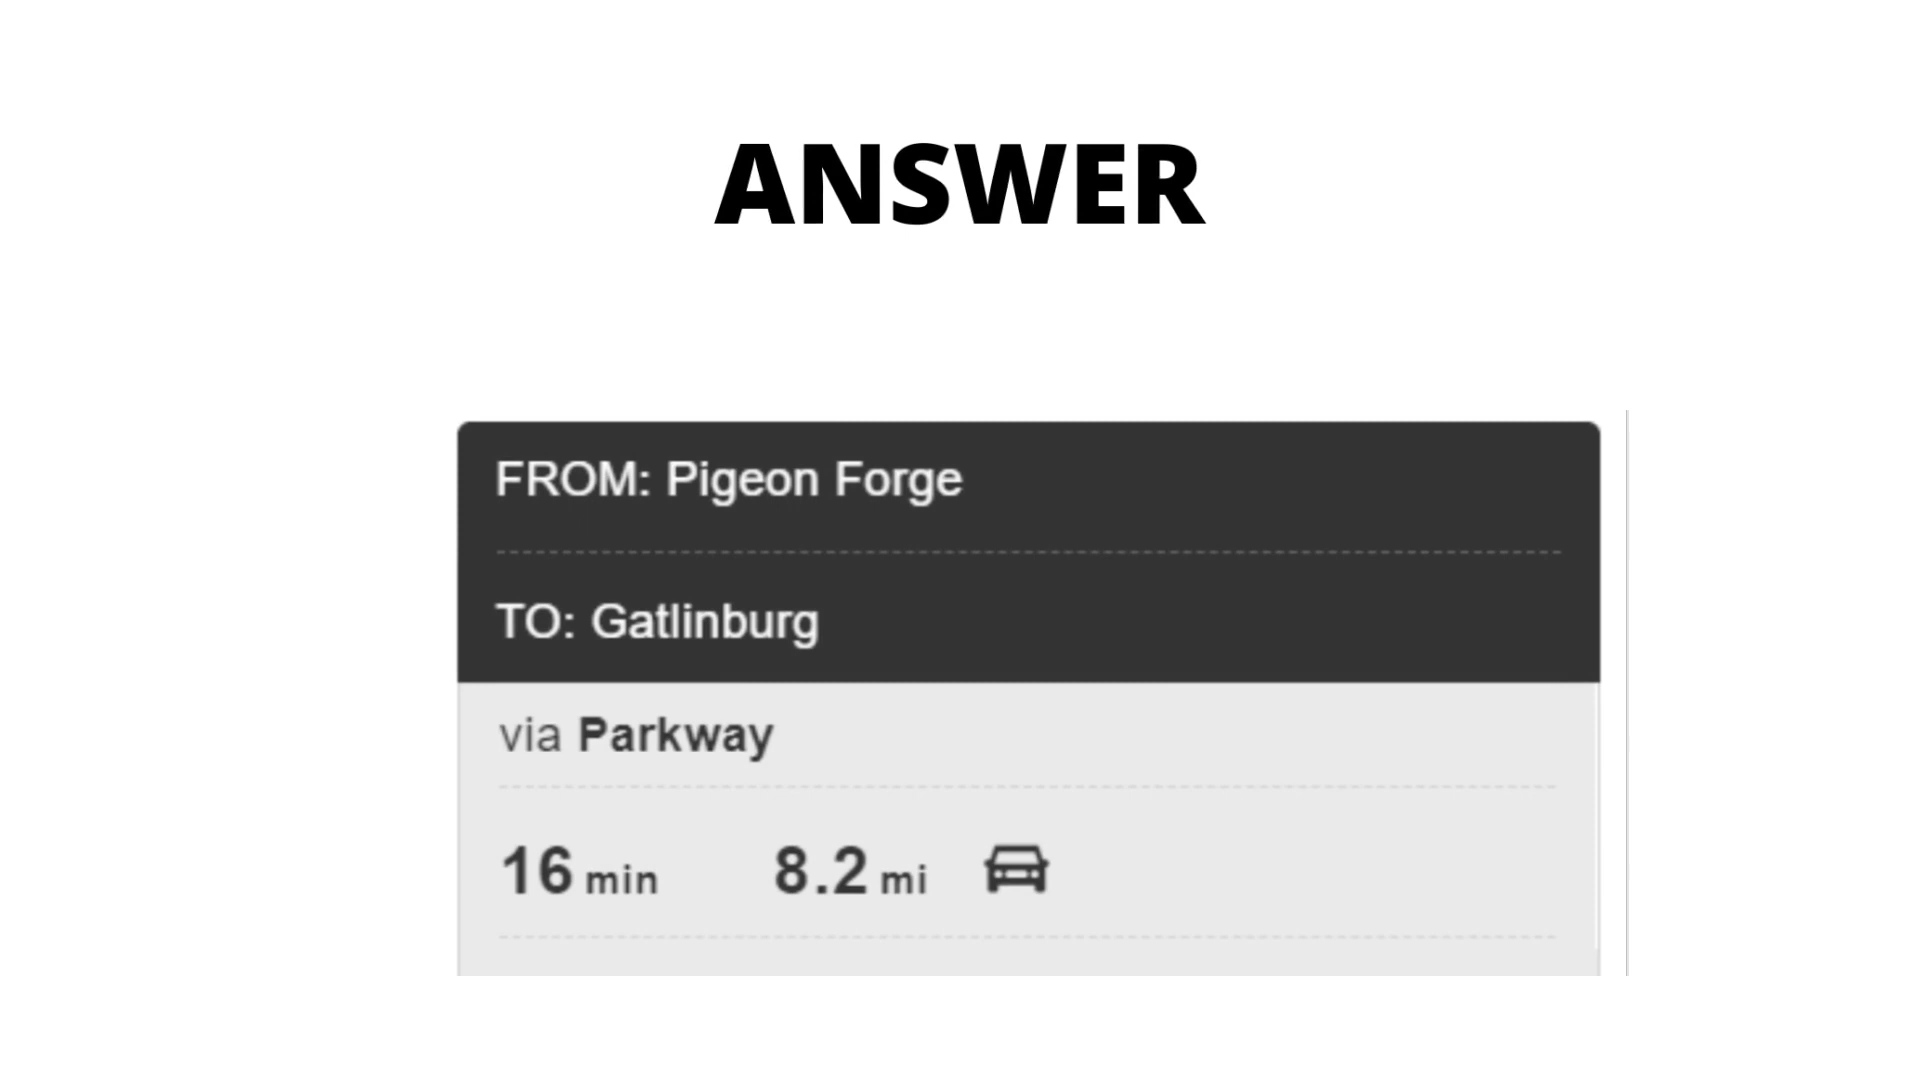 ANSWER
FROM: Pigeon Forge
TO: Gatlinburg
via Parkway
16 min 8.2 mi